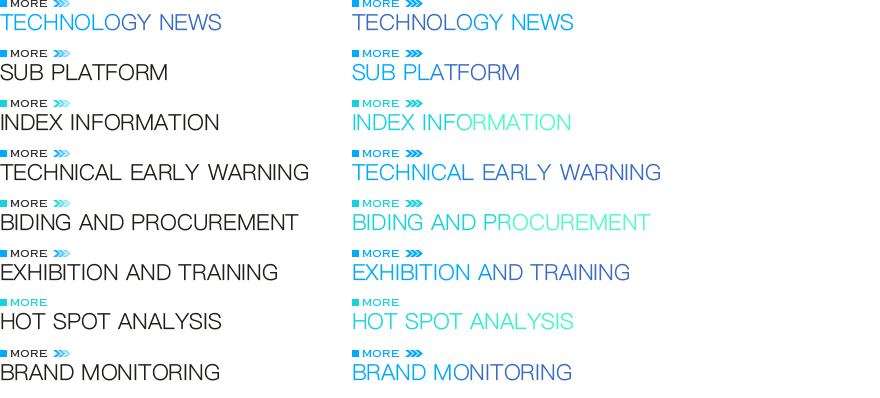 MORE MORE
TECHNOLOGY NEWS TECHNOLOGY NEWS
MORE MORE
SUB PLATFORM SUB PLATFORM
MORE MORE
INDEX INFORMATION INDEX INFORMATION
MORE MORE
TECHNICAL EARLY WARNING TECHNICAL EARLY WARNING
MORE MORE
BIDING AND PROCUREMENT BIDING AND PROCUREMENT
MORE MORE
EXHIBITION AND TRAINING EXHIBITION AND TRAINING
MORE MORE
HOT SPOT ANALYSIS HOT SPOT ANALYSIS
MORE MORE
BRAND MONITORING BRAND MONITORING